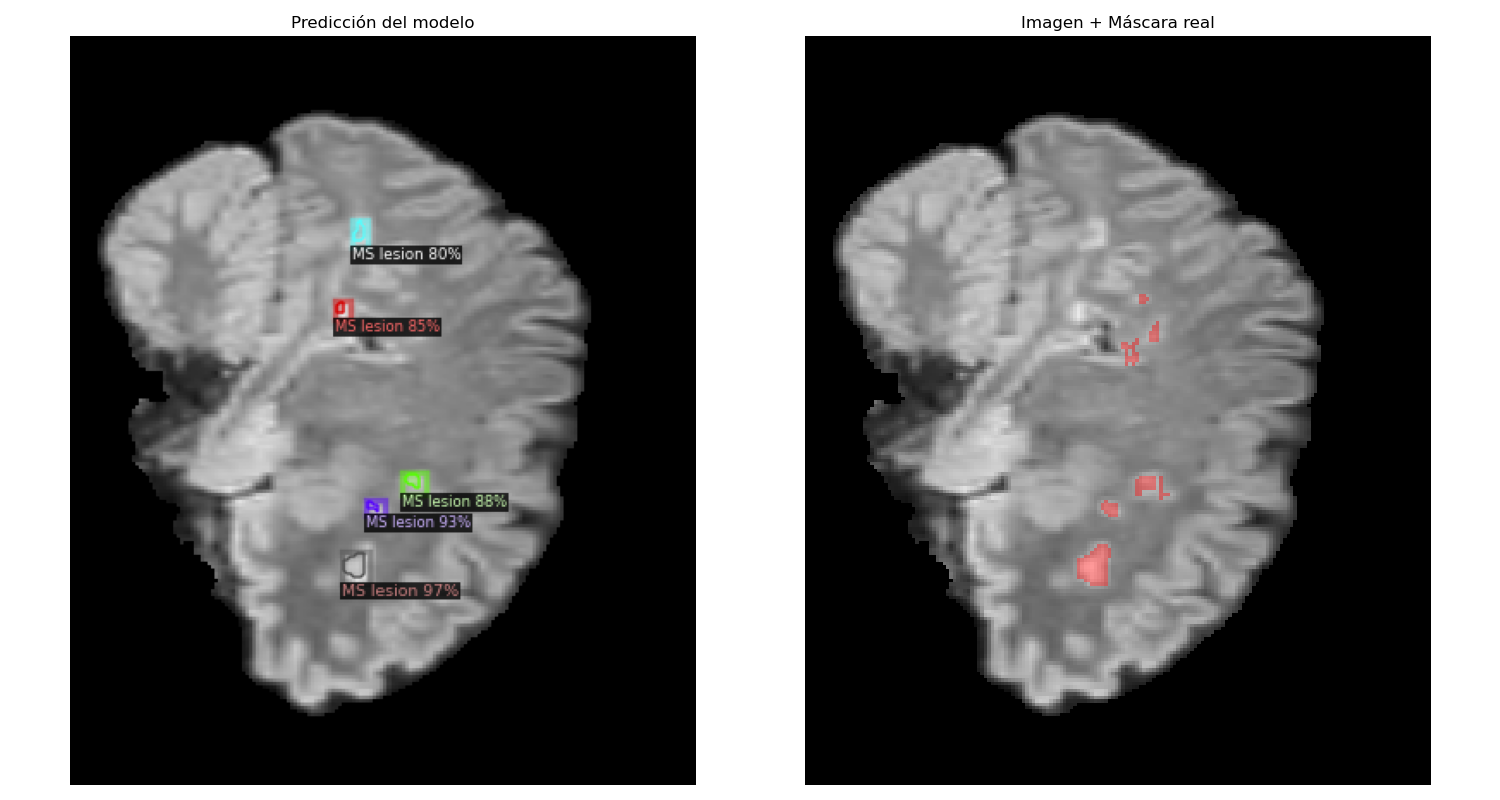 Predicción del modelo
Imagen + Máscara real
MS lesion 80%
MS lesion 85%
MS lesion 88%
MS lesion 93%
MS lesion 97%